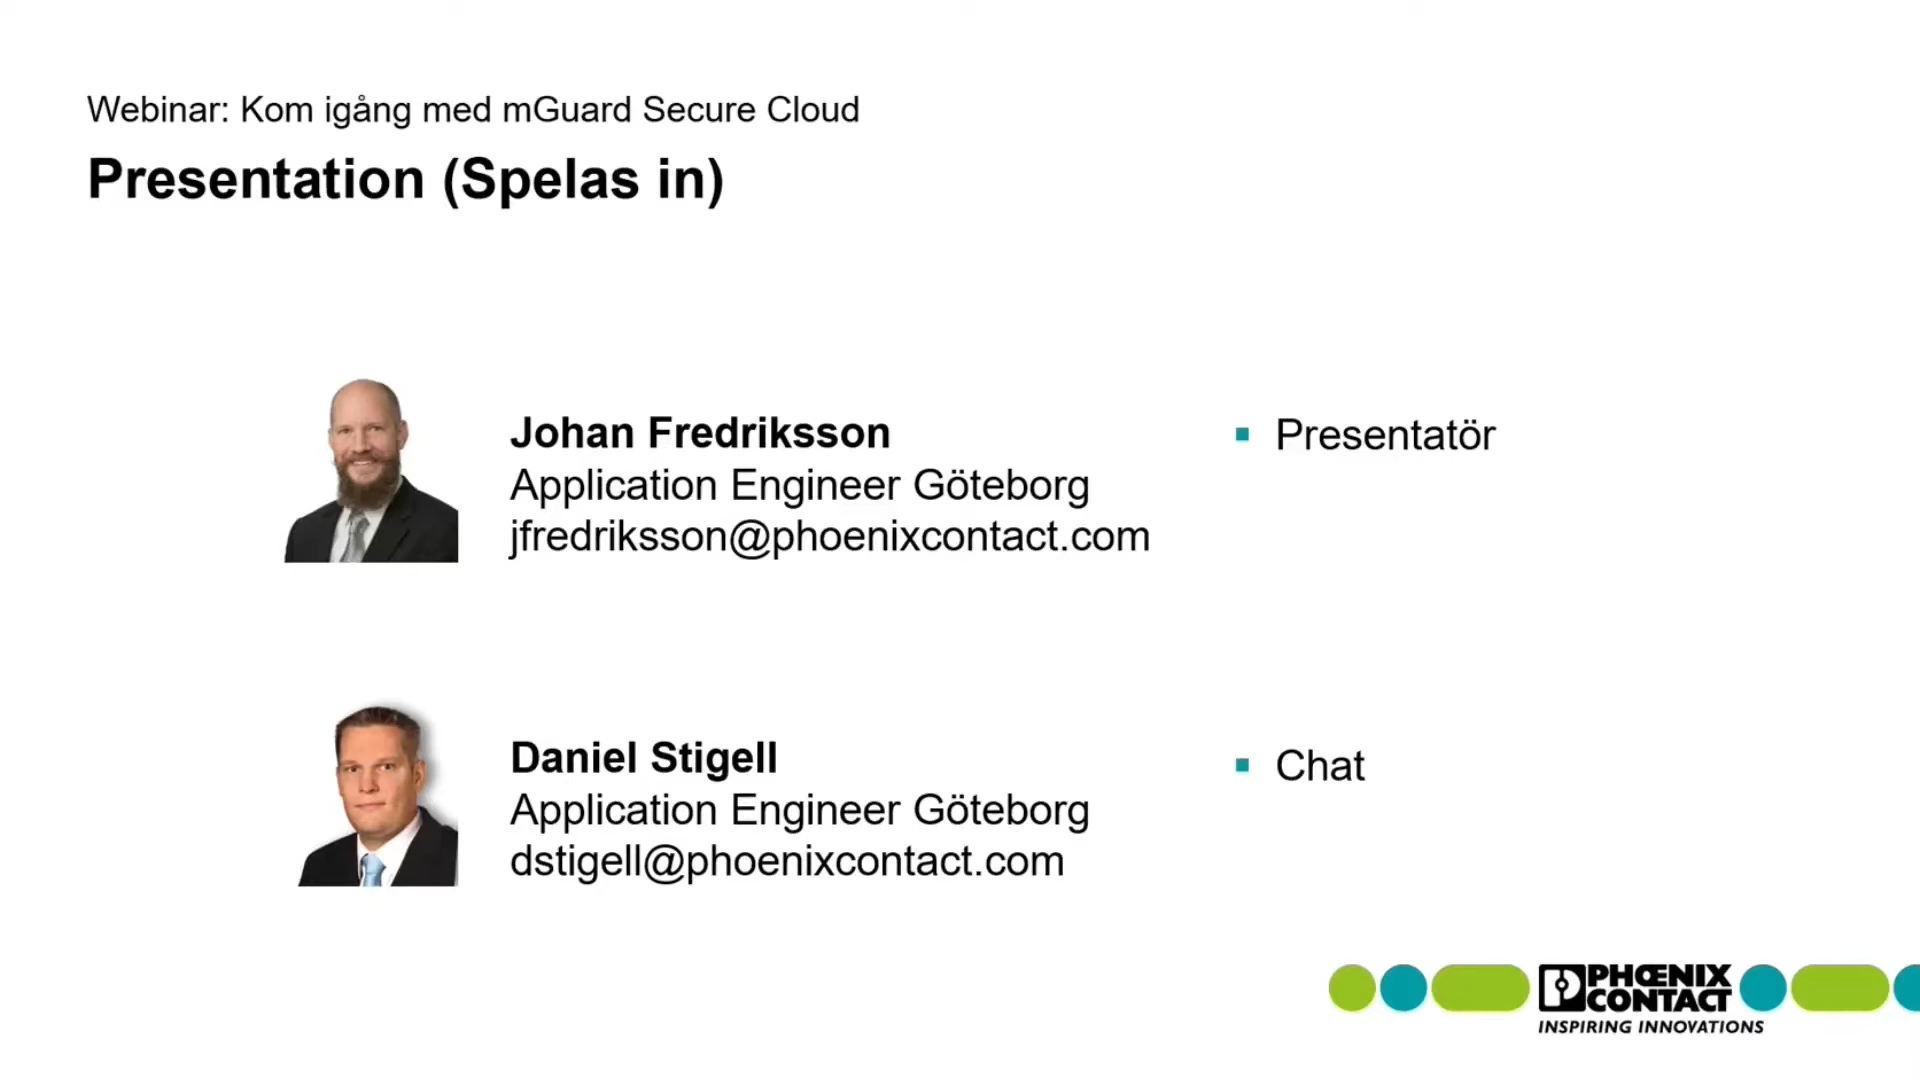 Webinar: Kom igång med mGuard Secure Cloud
Presentation (Spelas in)
Johan Fredriksson
Application Engineer Göteborg
jfredriksson@phoenixcontact.com
▪ Presentatör
Daniel Stigell
Application Engineer Göteborg
dstigell@phoenixcontact.com
▪ Chat
PHŒNIX
CONTACT
INSPIRING INNOVATIONS